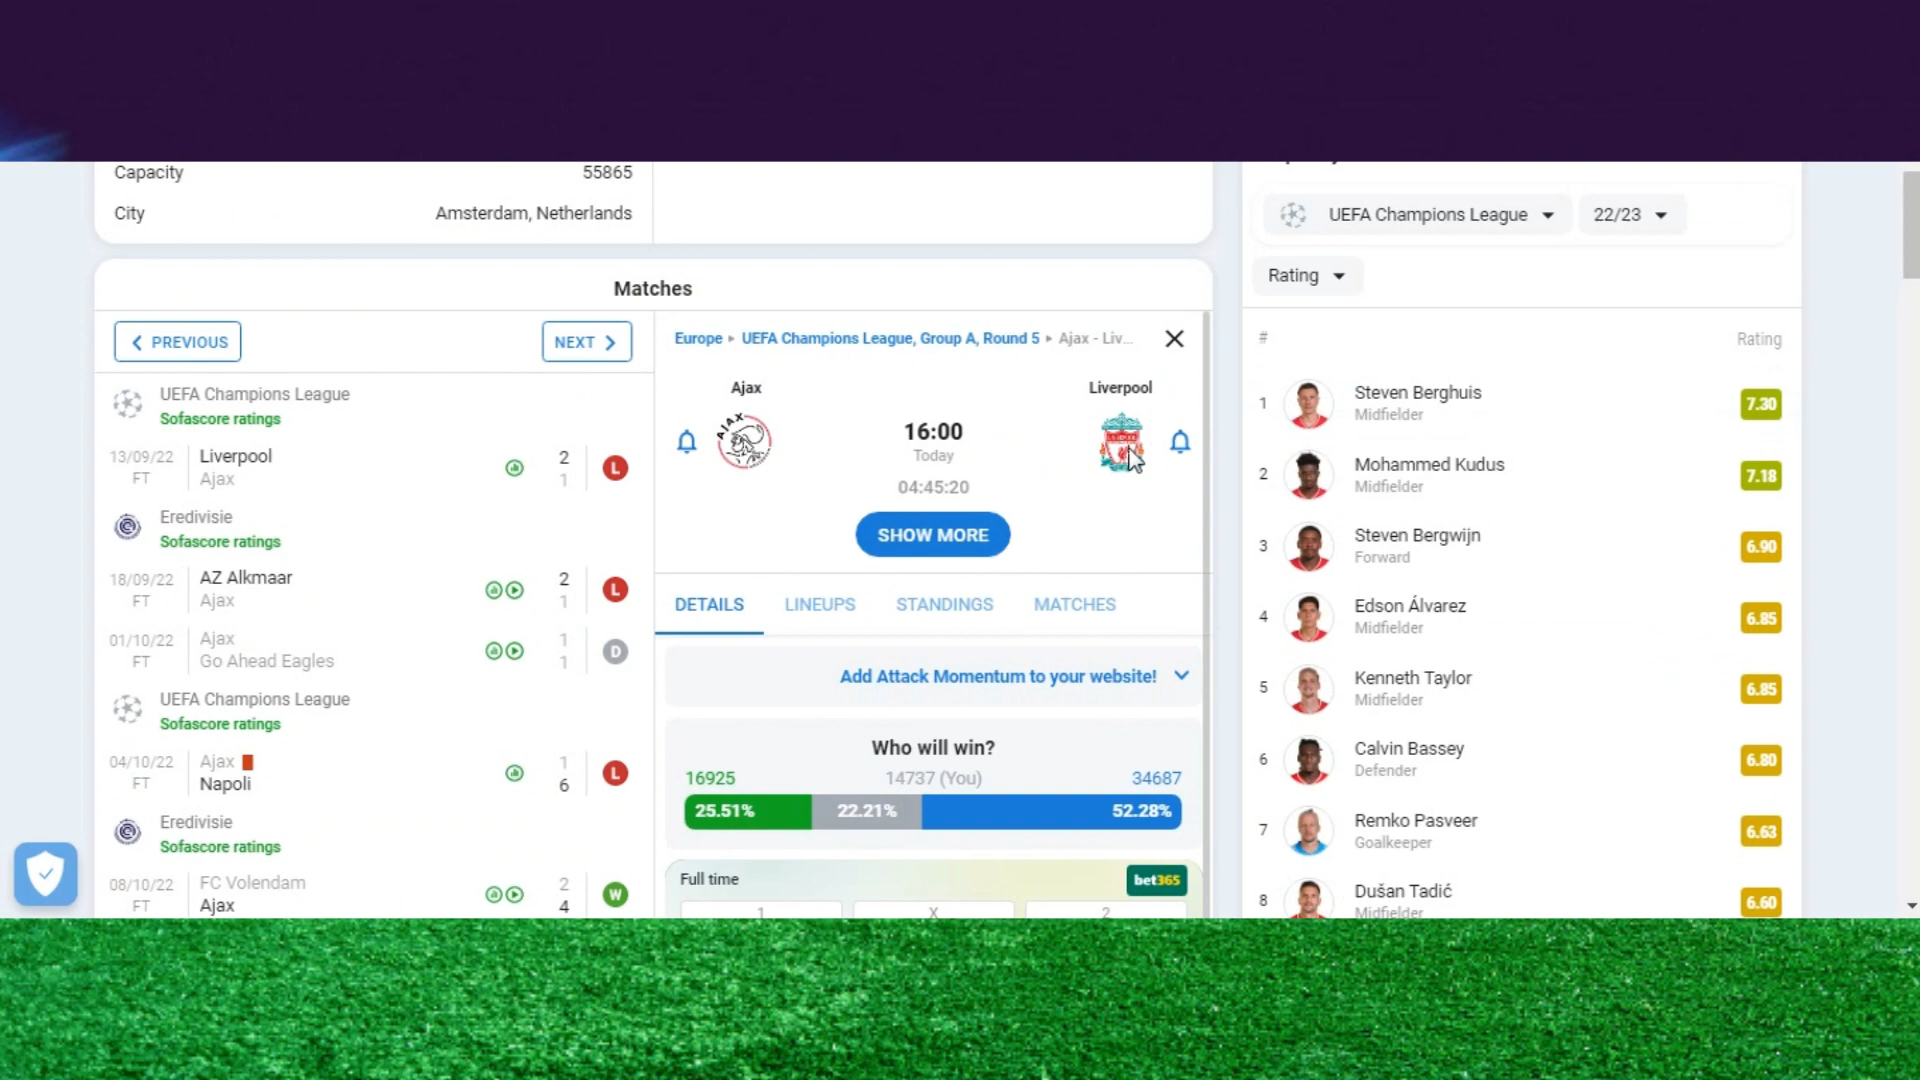 Capacity 55865
City Amsterdam, Netherlands
Matches
PREVIOUS
NEXT
UEFA Champions League
Sofascore ratings
13/09/22 Liverpool 2
FT Ajax 1 L
Eredivisie
Sofascore ratings
18/09/22 AZ Alkmaar 2
FT Ajax 1 L
01/10/22 Ajax 1
FT Go Ahead Eagles 1 D
UEFA Champions League
Sofascore ratings
04/10/22 Ajax 1
FT Napoli 6 L
Eredivisie
Sofascore ratings
08/10/22 FC Volendam 2
FT Ajax 4 W
Europe UEFA Champions League, Group A, Round 5 Ajax - Liv...
Ajax Liverpool
AJAX
16:00
Today
04:45:20
SHOW MORE
DETAILS LINEUPS STANDINGS MATCHES
Add Attack Momentum to your website!
Who will win?
16925 14737 (You) 34687
25.51% 22.21% 52.28%
Full time bet365
1 X 2
UEFA Champions League 22/23
Rating
# Rating
1 Steven Berghuis 7.30
Midfielder
2 Mohammed Kudus 7.18
Midfielder
3 Steven Bergwijn 6.90
Forward
4 Edson Álvarez 6.85
Midfielder
5 Kenneth Taylor 6.85
Midfielder
6 Calvin Bassey 6.80
Defender
7 Remko Pasveer 6.63
Goalkeeper
8 Dušan Tadić 6.60
Midfielder